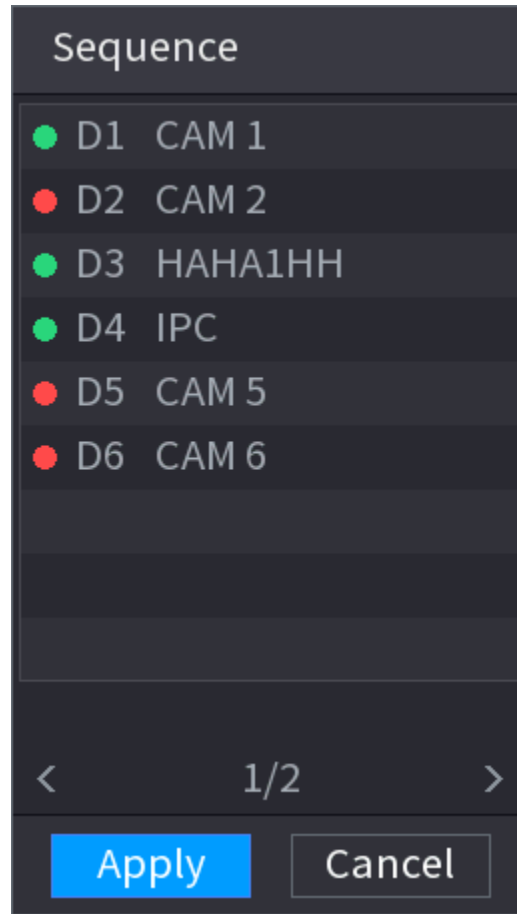 Sequence
D1 CAM 1
D2 CAM 2
D3 HAHA1HH
D4 IPC
D5 CAM 5
D6 CAM 6
< 1/2 >
Apply Cancel